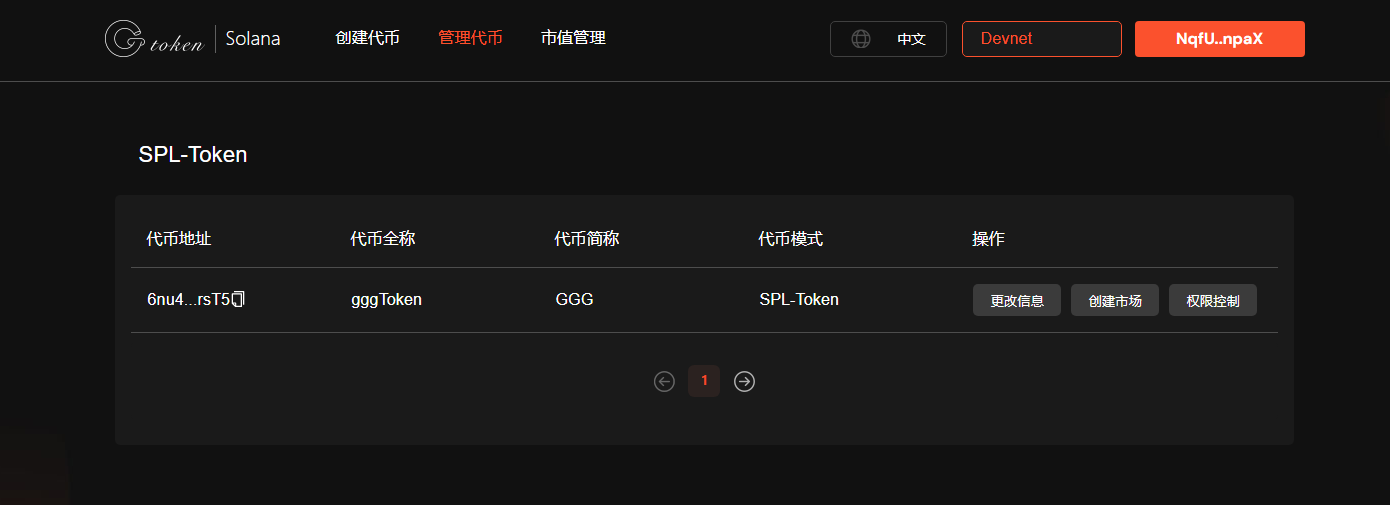 Gtoken Solana 创建代币 管理代币 市值管理 中文 Devnet NqfU..npaX
SPL-Token
代币地址 代币全称 代币简称 代币模式 操作
6nu4...rsT5 gggToken GGG SPL-Token 更改信息 创建市场 权限控制
1